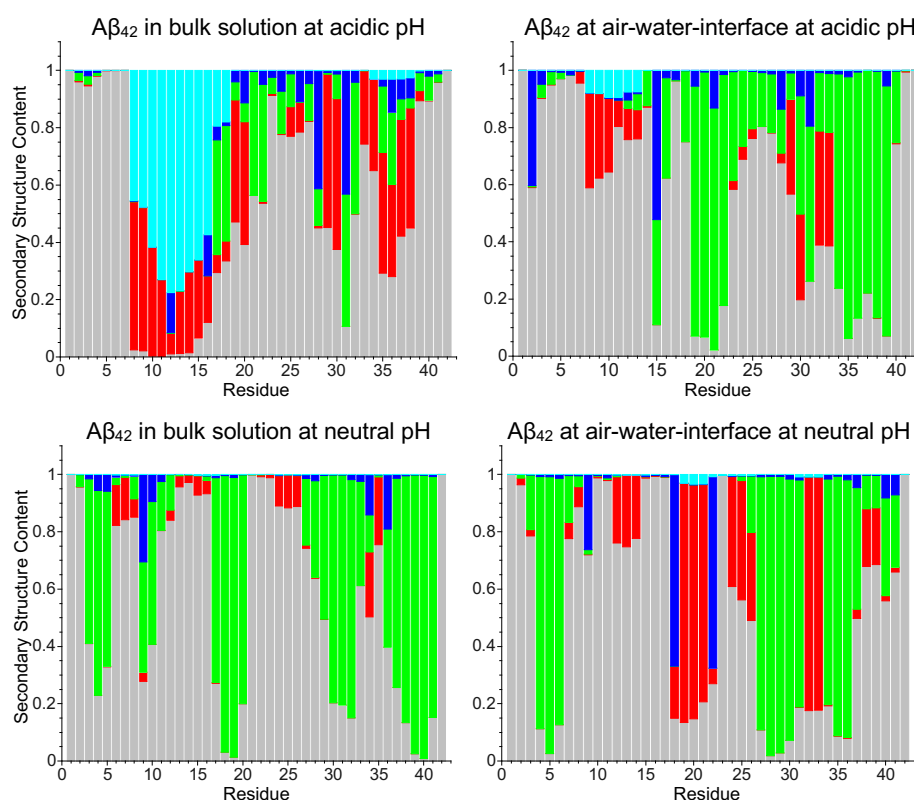 Aβ₄₂ in bulk solution at acidic pH
Secondary Structure Content
1
0.8
0.6
0.4
0.2
0
0 5 10 15 20 25 30 35 40
Residue
Aβ₄₂ at air-water-interface at acidic pH
1
0.8
0.6
0.4
0.2
0
0 5 10 15 20 25 30 35 40
Residue
Aβ₄₂ in bulk solution at neutral pH
Secondary Structure Content
1
0.8
0.6
0.4
0.2
0
0 5 10 15 20 25 30 35 40
Residue
Aβ₄₂ at air-water-interface at neutral pH
1
0.8
0.6
0.4
0.2
0
0 5 10 15 20 25 30 35 40
Residue